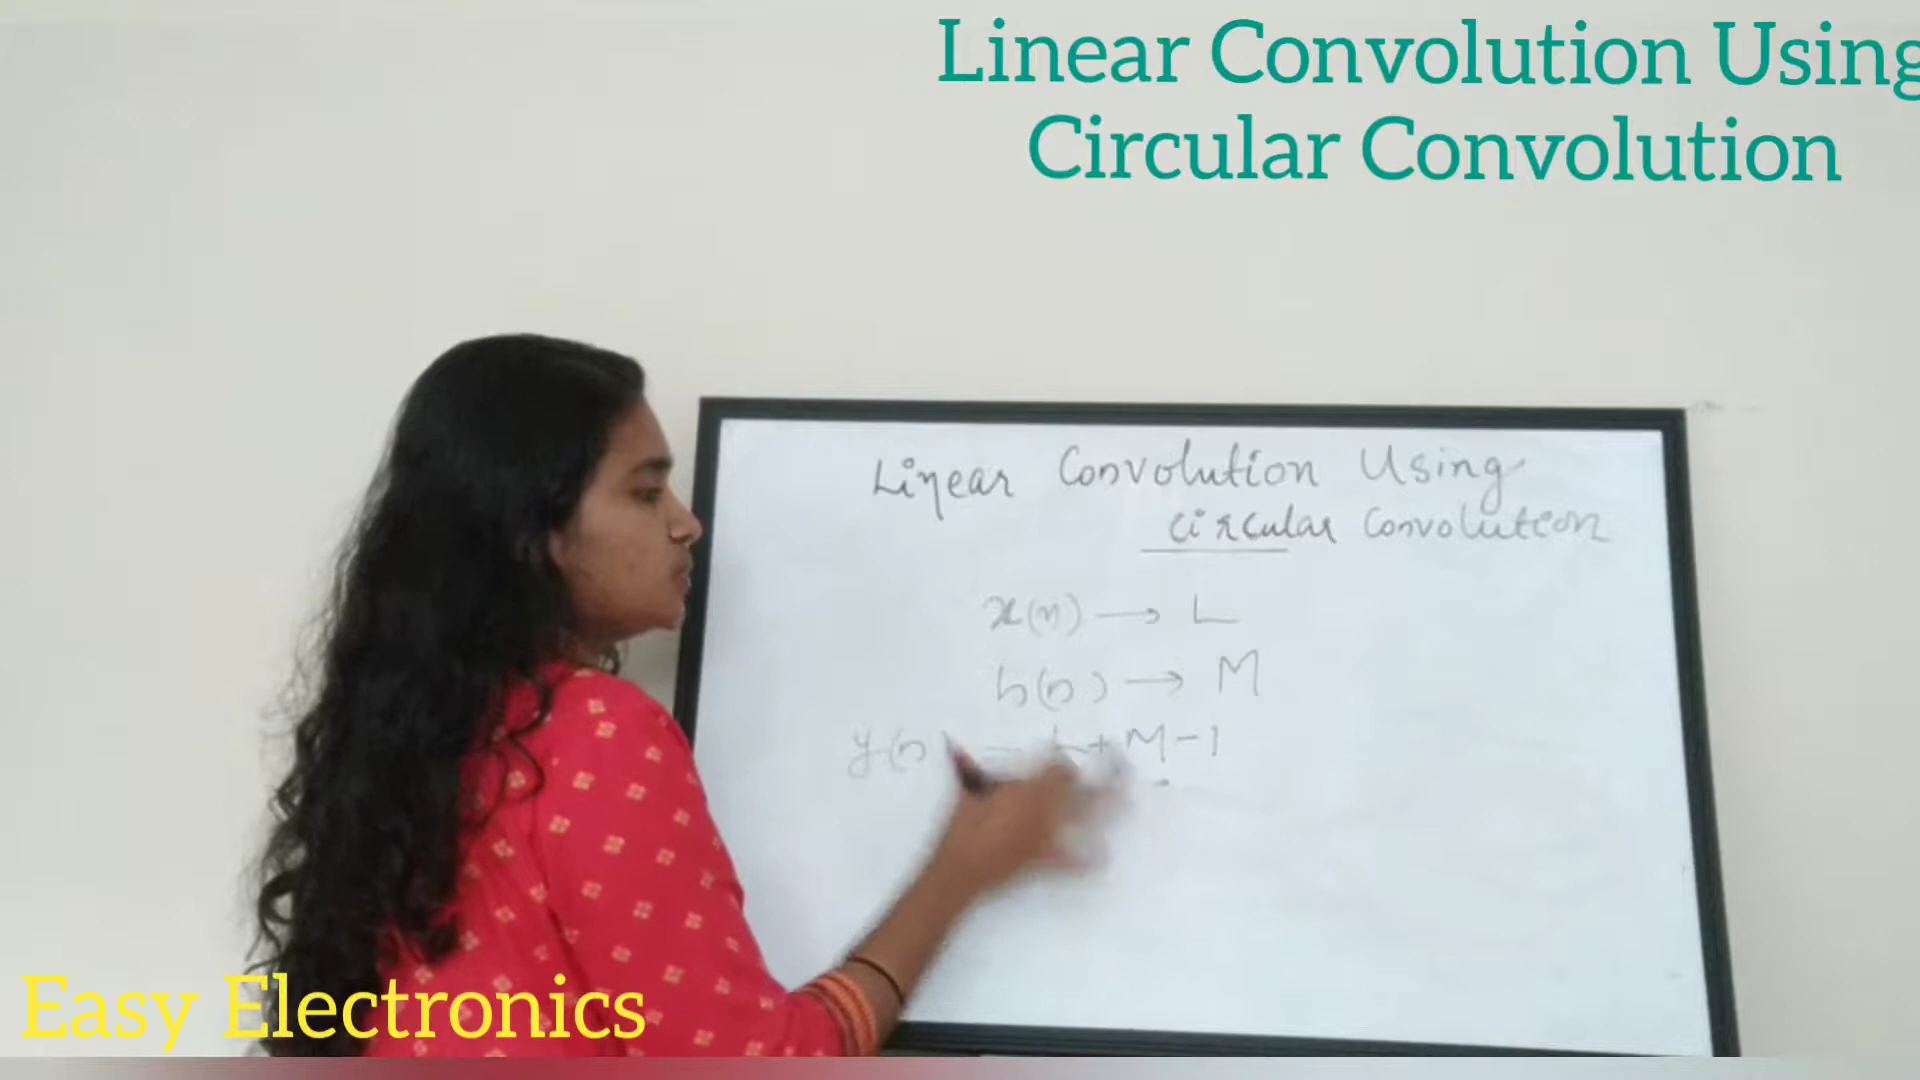 Linear Convolution Using
Circular Convolution
Linear Convolution Using
Circular Convolution
x(n) → L
h(n) → M
y(n) = L+M-1
Easy Electronics